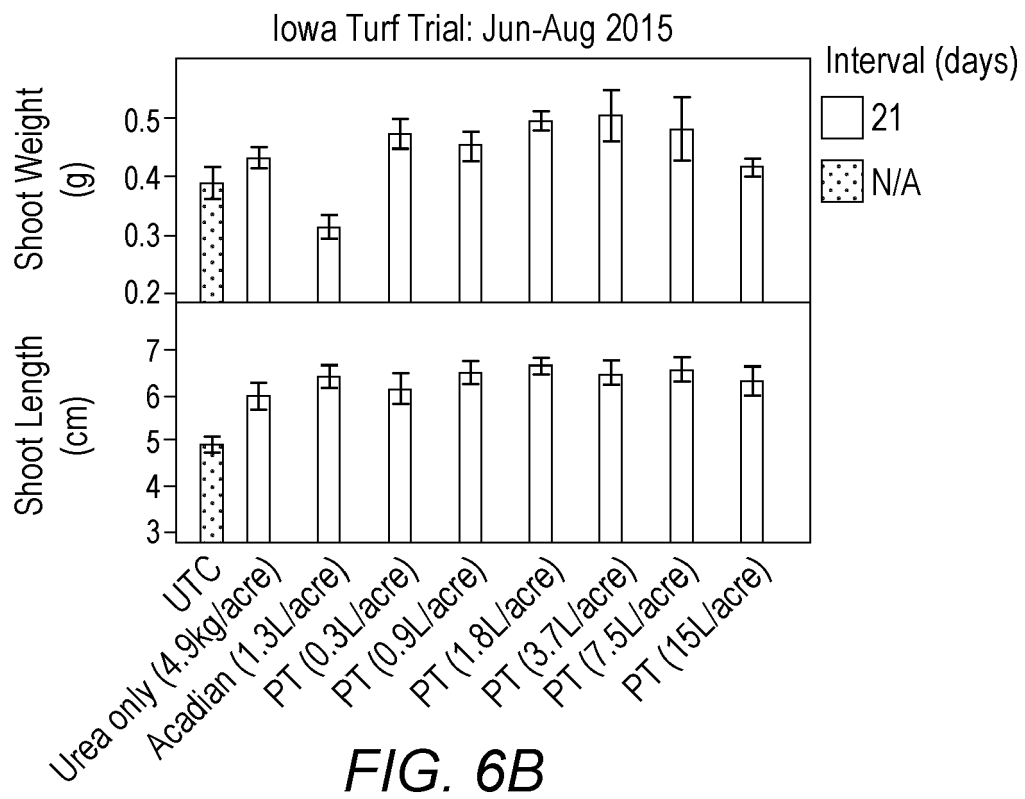 Iowa Turf Trial: Jun-Aug 2015
Interval (days)
21
N/A
Shoot Weight
(g)
0.5
0.4
0.3
0.2
Shoot Length
(cm)
7
6
5
4
3
UTC
Urea only (4.9kg/acre)
Acadian (1.3L/acre)
PT (0.3L/acre)
PT (0.9L/acre)
PT (1.8L/acre)
PT (3.7L/acre)
PT (7.5L/acre)
PT (15L/acre)
FIG. 6B